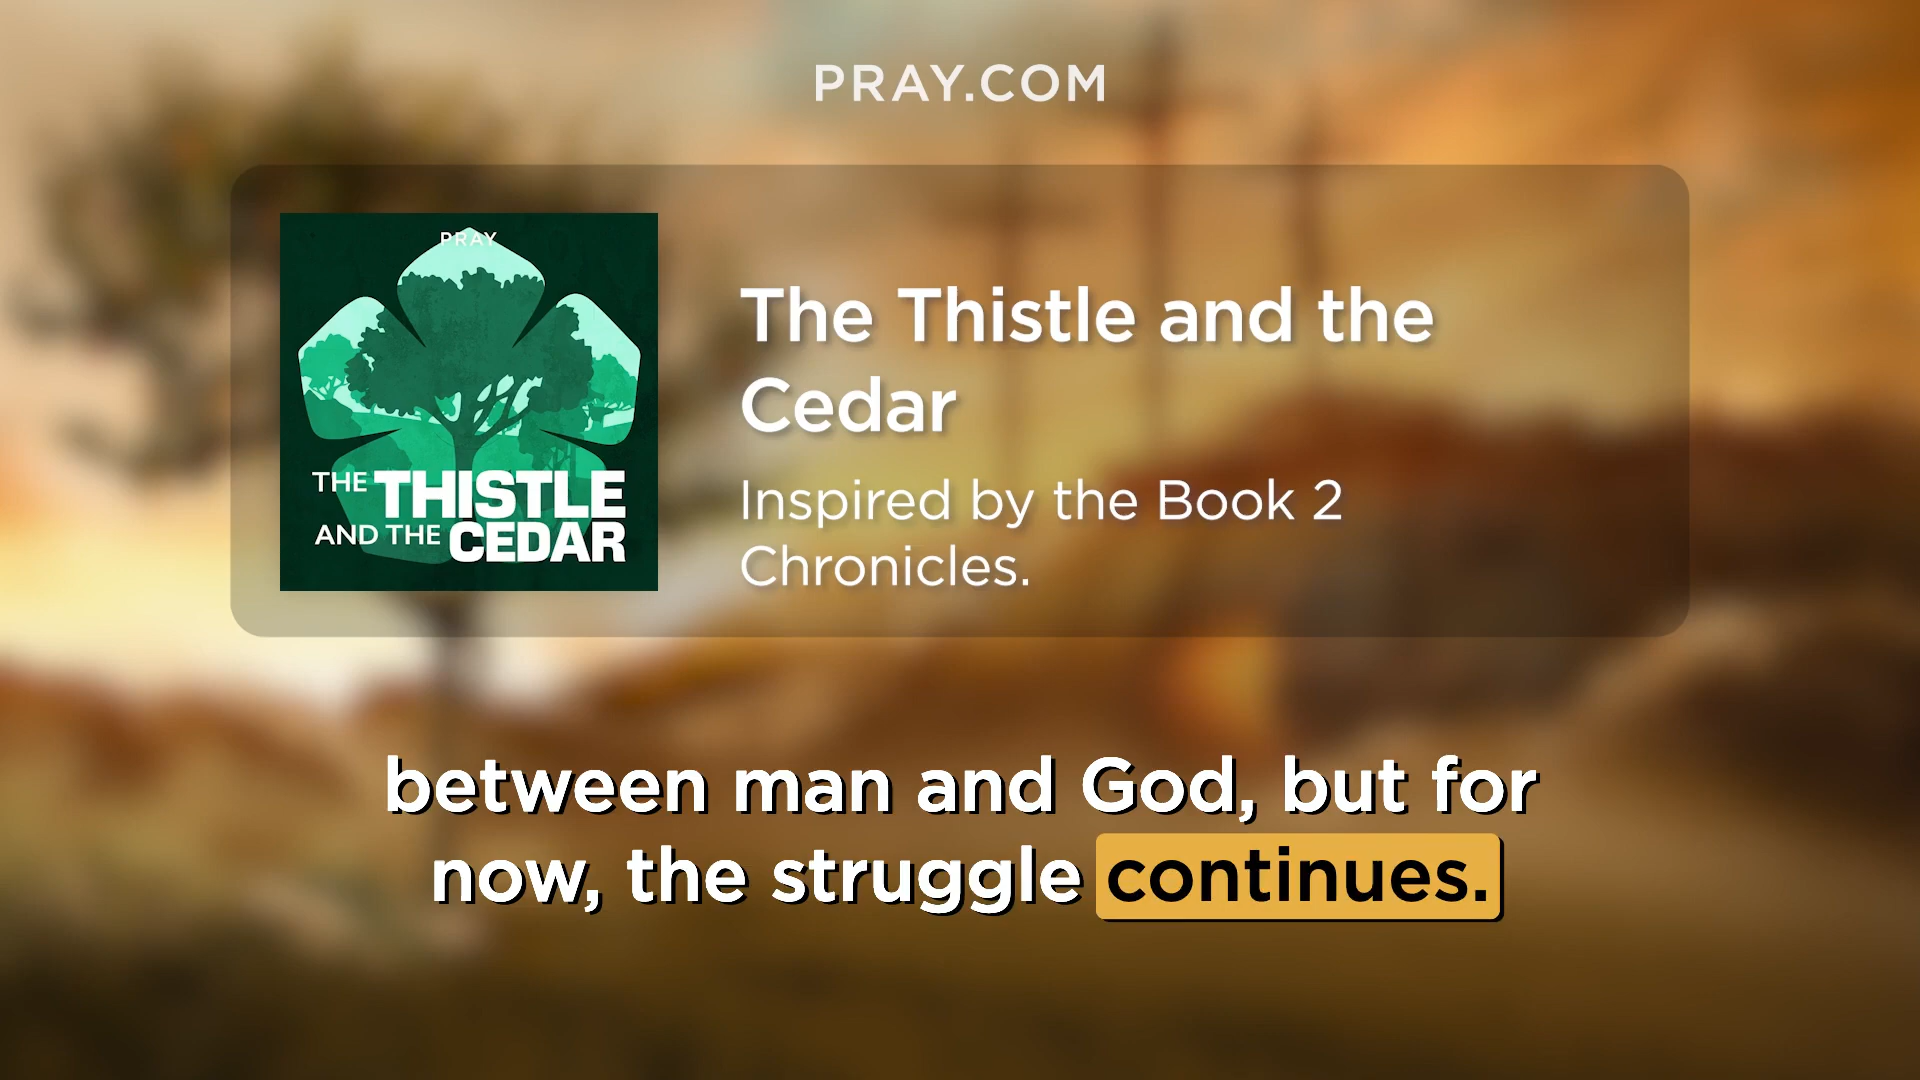 PRAY.COM
PRAY
THE THISTLE
AND THE CEDAR
The Thistle and the
Cedar
Inspired by the Book 2
Chronicles.
between man and God, but for
now, the struggle continues.